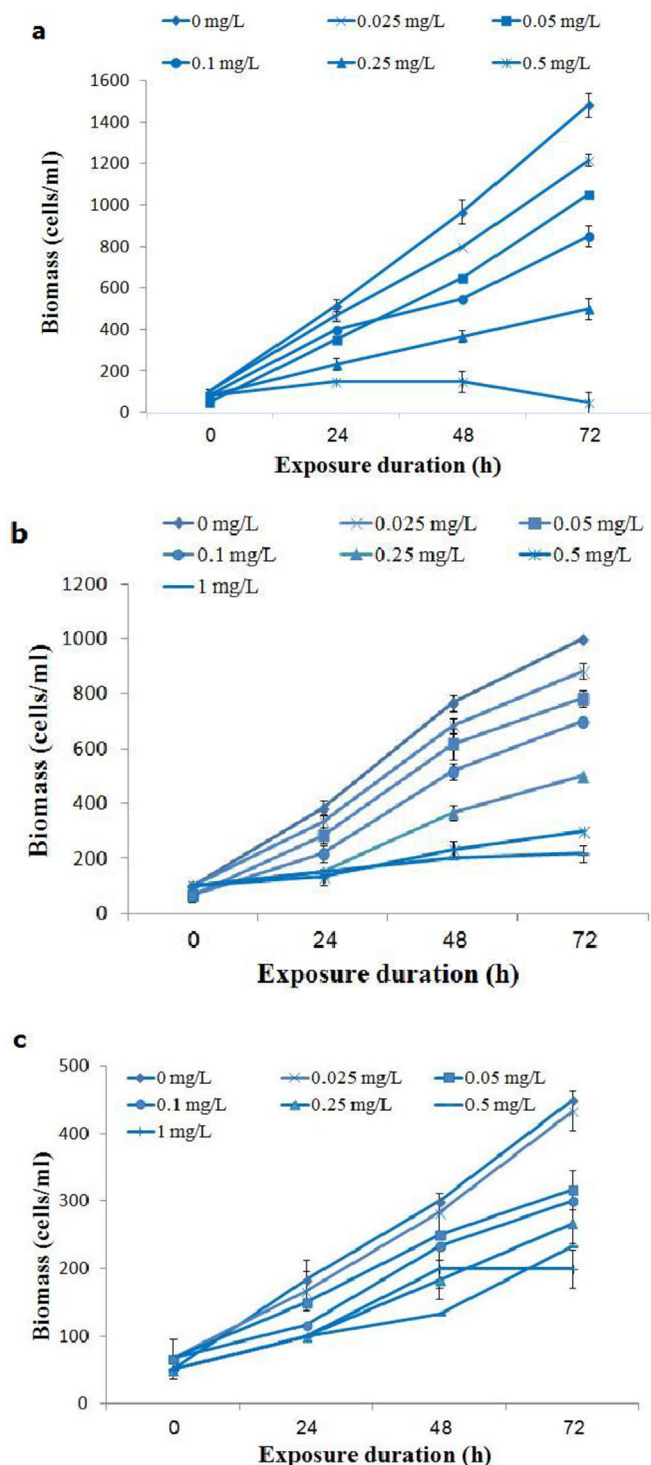 a
0 mg/L 0.025 mg/L 0.05 mg/L
0.1 mg/L 0.25 mg/L 0.5 mg/L
1600
1400
1200
1000
800
600
400
200
0
Biomass (cells/ml)
0 24 48 72
Exposure duration (h)
b
0 mg/L 0.025 mg/L 0.05 mg/L
0.1 mg/L 0.25 mg/L 0.5 mg/L
1 mg/L
1200
1000
800
600
400
200
0
Biomass (cells/ml)
0 24 48 72
Exposure duration (h)
c
0 mg/L 0.025 mg/L 0.05 mg/L
0.1 mg/L 0.25 mg/L 0.5 mg/L
1 mg/L
500
400
300
200
100
0
Biomass (cells/ml)
0 24 48 72
Exposure duration (h)